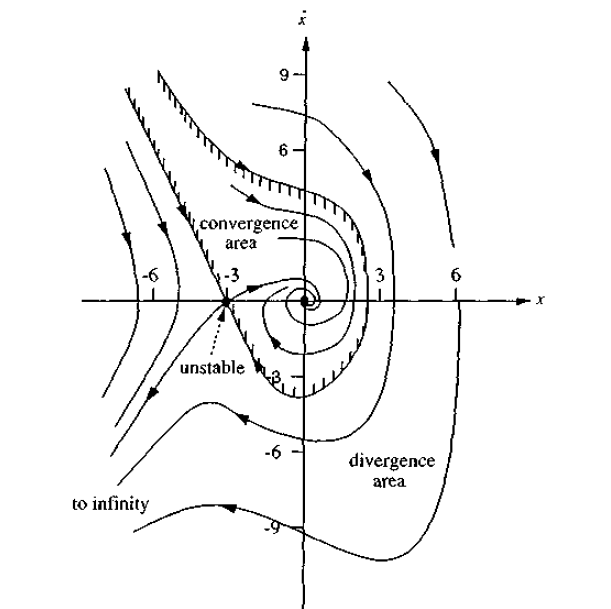 ẋ
9
6
convergence
area
-6
-3
3
6
x
unstable
-3
-6
divergence
area
to infinity
-9